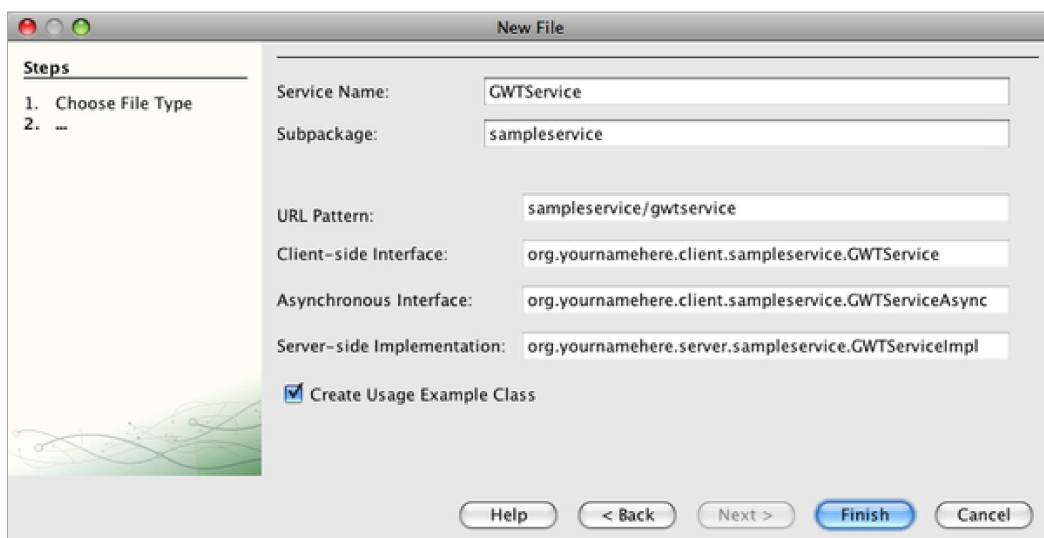 New File
Steps
1. Choose File Type
2. ...
Service Name: GWTService
Subpackage: sampleservice
URL Pattern: sampleservice/gwtservice
Client-side Interface: org.yournamehere.client.sampleservice.GWTService
Asynchronous Interface: org.yournamehere.client.sampleservice.GWTServiceAsync
Server-side Implementation: org.yournamehere.server.sampleservice.GWTServiceImpl
Create Usage Example Class
Help < Back Next > Finish Cancel